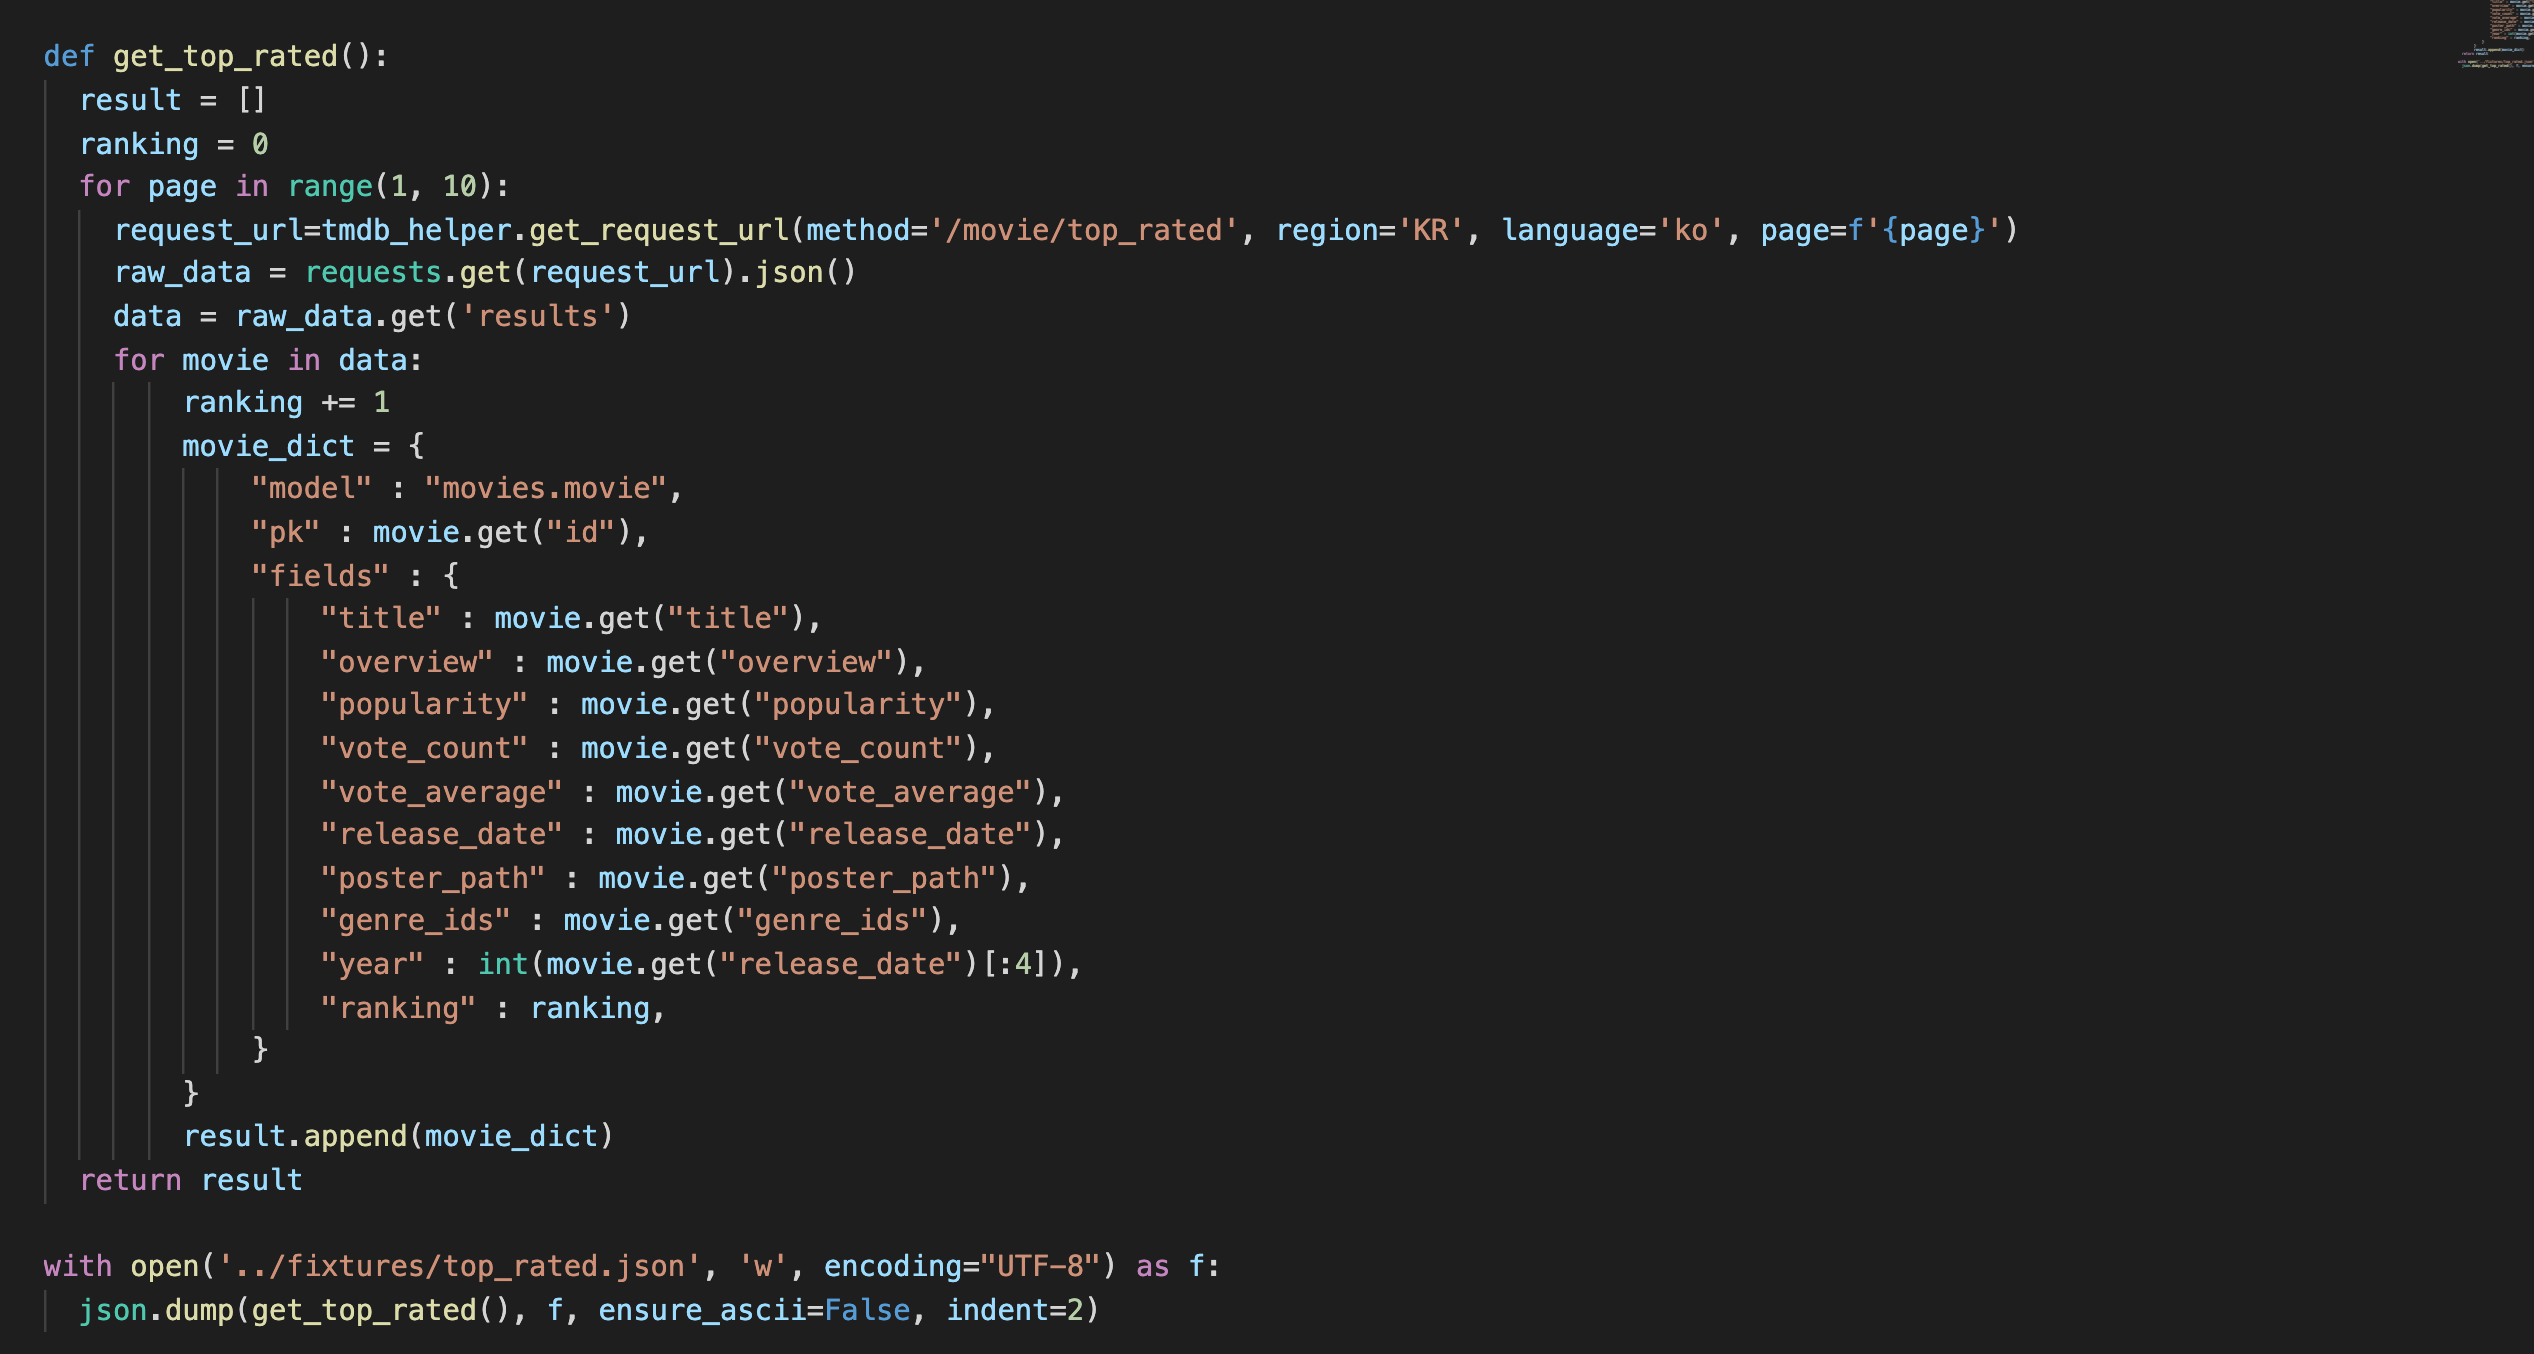 def get_top_rated():
  result = []
  ranking = 0
  for page in range(1, 10):
    request_url=tmdb_helper.get_request_url(method='/movie/top_rated', region='KR', language='ko', page=f'{page}')
    raw_data = requests.get(request_url).json()
    data = raw_data.get('results')
    for movie in data:
        ranking += 1
        movie_dict = {
            "model" : "movies.movie",
            "pk" : movie.get("id"),
            "fields" : {
                "title" : movie.get("title"),
                "overview" : movie.get("overview"),
                "popularity" : movie.get("popularity"),
                "vote_count" : movie.get("vote_count"),
                "vote_average" : movie.get("vote_average"),
                "release_date" : movie.get("release_date"),
                "poster_path" : movie.get("poster_path"),
                "genre_ids" : movie.get("genre_ids"),
                "year" : int(movie.get("release_date")[:4]),
                "ranking" : ranking,
            }
        }
        result.append(movie_dict)
  return result

with open('../fixtures/top_rated.json', 'w', encoding="UTF-8") as f:
  json.dump(get_top_rated(), f, ensure_ascii=False, indent=2)